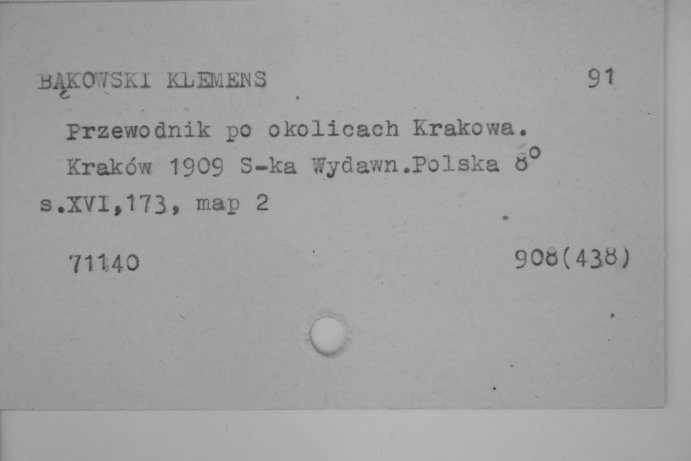 BĄKOWSKI KLEMENS 91
Przewodnik po okolicach Krakowa.
Kraków 1909 S-ka Wydawn.Polska 8°
s.XVI,173, map 2
71140 908(438)